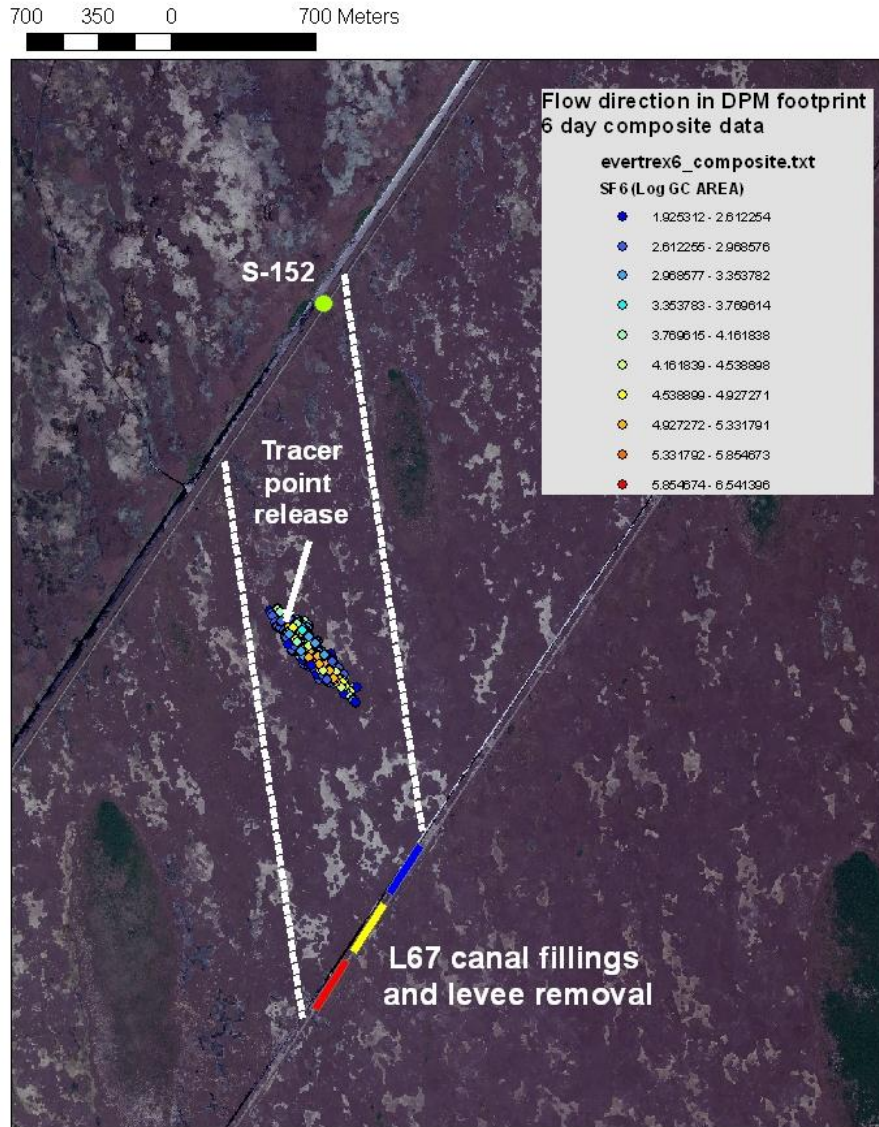 700 350 0 700 Meters
Flow direction in DPM footprint
6 day composite data
evertrex6_composite.txt
SF6 (Log GC AREA)
1.925312 - 2.612254
2.612255 - 2.968576
2.968577 - 3.353782
3.353783 - 3.769614
3.769615 - 4.161838
4.161839 - 4.538898
4.538899 - 4.927271
4.927272 - 5.331791
5.331792 - 5.854673
5.854674 - 6.541396
S-152
Tracer
point
release
L67 canal fillings
and levee removal